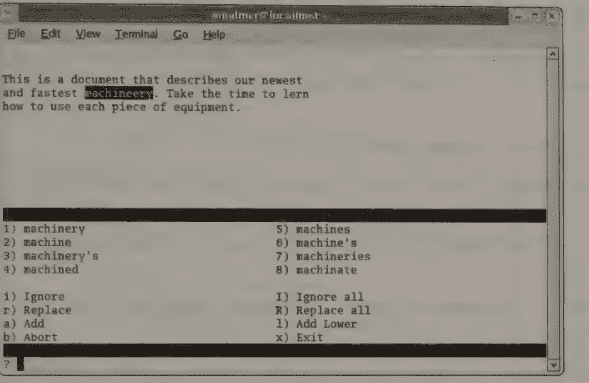 File Edit View Terminal Go Help
This is a document that describes our newest
and fastest machineery. Take the time to lern
how to use each piece of equipment.
1) machinery 5) machines
2) machine 6) machine's
3) machinery's 7) machineries
4) machined 8) machinate
i) Ignore I) Ignore all
r) Replace R) Replace all
a) Add l) Add Lower
b) Abort x) Exit
?